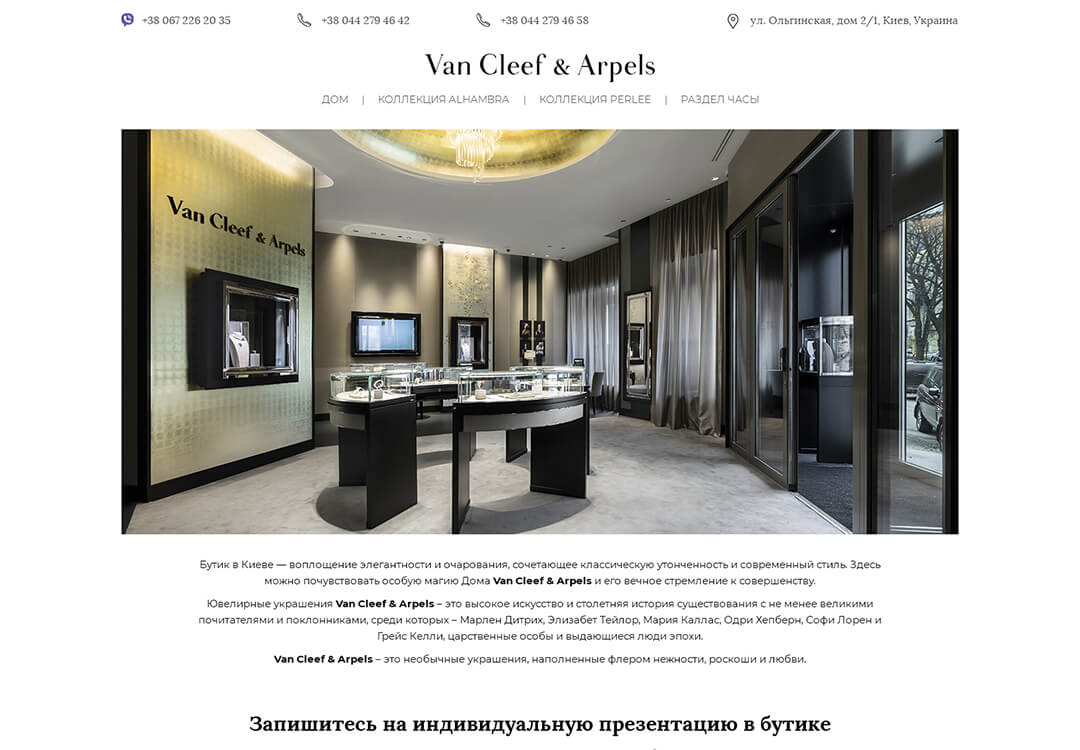 +38 067 226 20 35
+38 044 279 46 42
+38 044 279 46 58
ул. Ольгинская, дом 2/1, Киев, Украина
Van Cleef & Arpels
ДОМ | КОЛЛЕКЦИЯ ALHAMBRA | КОЛЛЕКЦИЯ PERLEE | РАЗДЕЛ ЧАСЫ
Van Cleef & Arpels
Бутик в Киеве — воплощение элегантности и очарования, сочетающее классическую утонченность и современный стиль. Здесь
можно почувствовать особую магию Дома Van Cleef & Arpels и его вечное стремление к совершенству.
Ювелирные украшения Van Cleef & Arpels – это высокое искусство и столетняя история существования с не менее великими
почитателями и поклонниками, среди которых – Марлен Дитрих, Элизабет Тейлор, Мария Каллас, Одри Хепберн, Софи Лорен и
Грейс Келли, царственные особы и выдающиеся люди эпохи.
Van Cleef & Arpels – это необычные украшения, наполненные флером нежности, роскоши и любви.
Запишитесь на индивидуальную презентацию в бутике